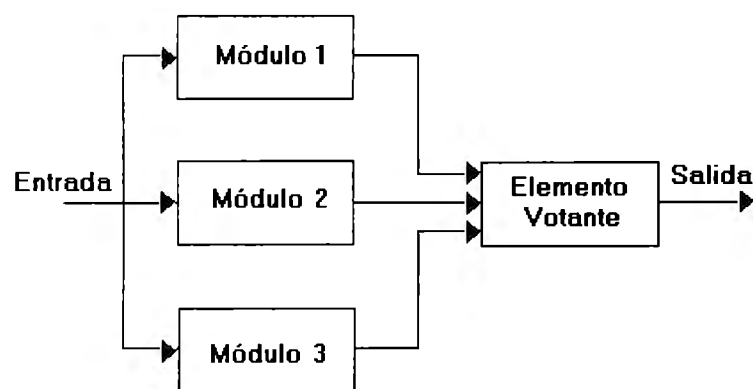 Módulo 1
Entrada
Módulo 2
Elemento
Votante
Salida
Módulo 3